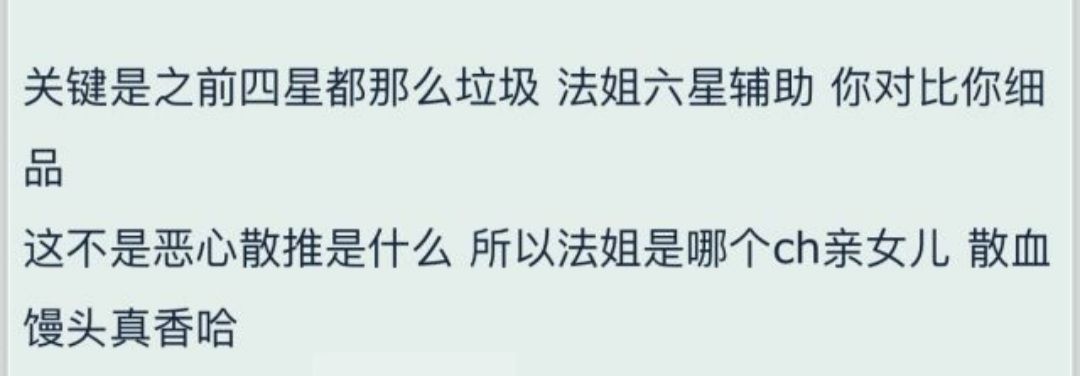 关键是之前四星都那么垃圾 法姐六星辅助 你对比你细
品
这不是恶心散推是什么 所以法姐是哪个ch亲女儿 散血
馒头真香哈